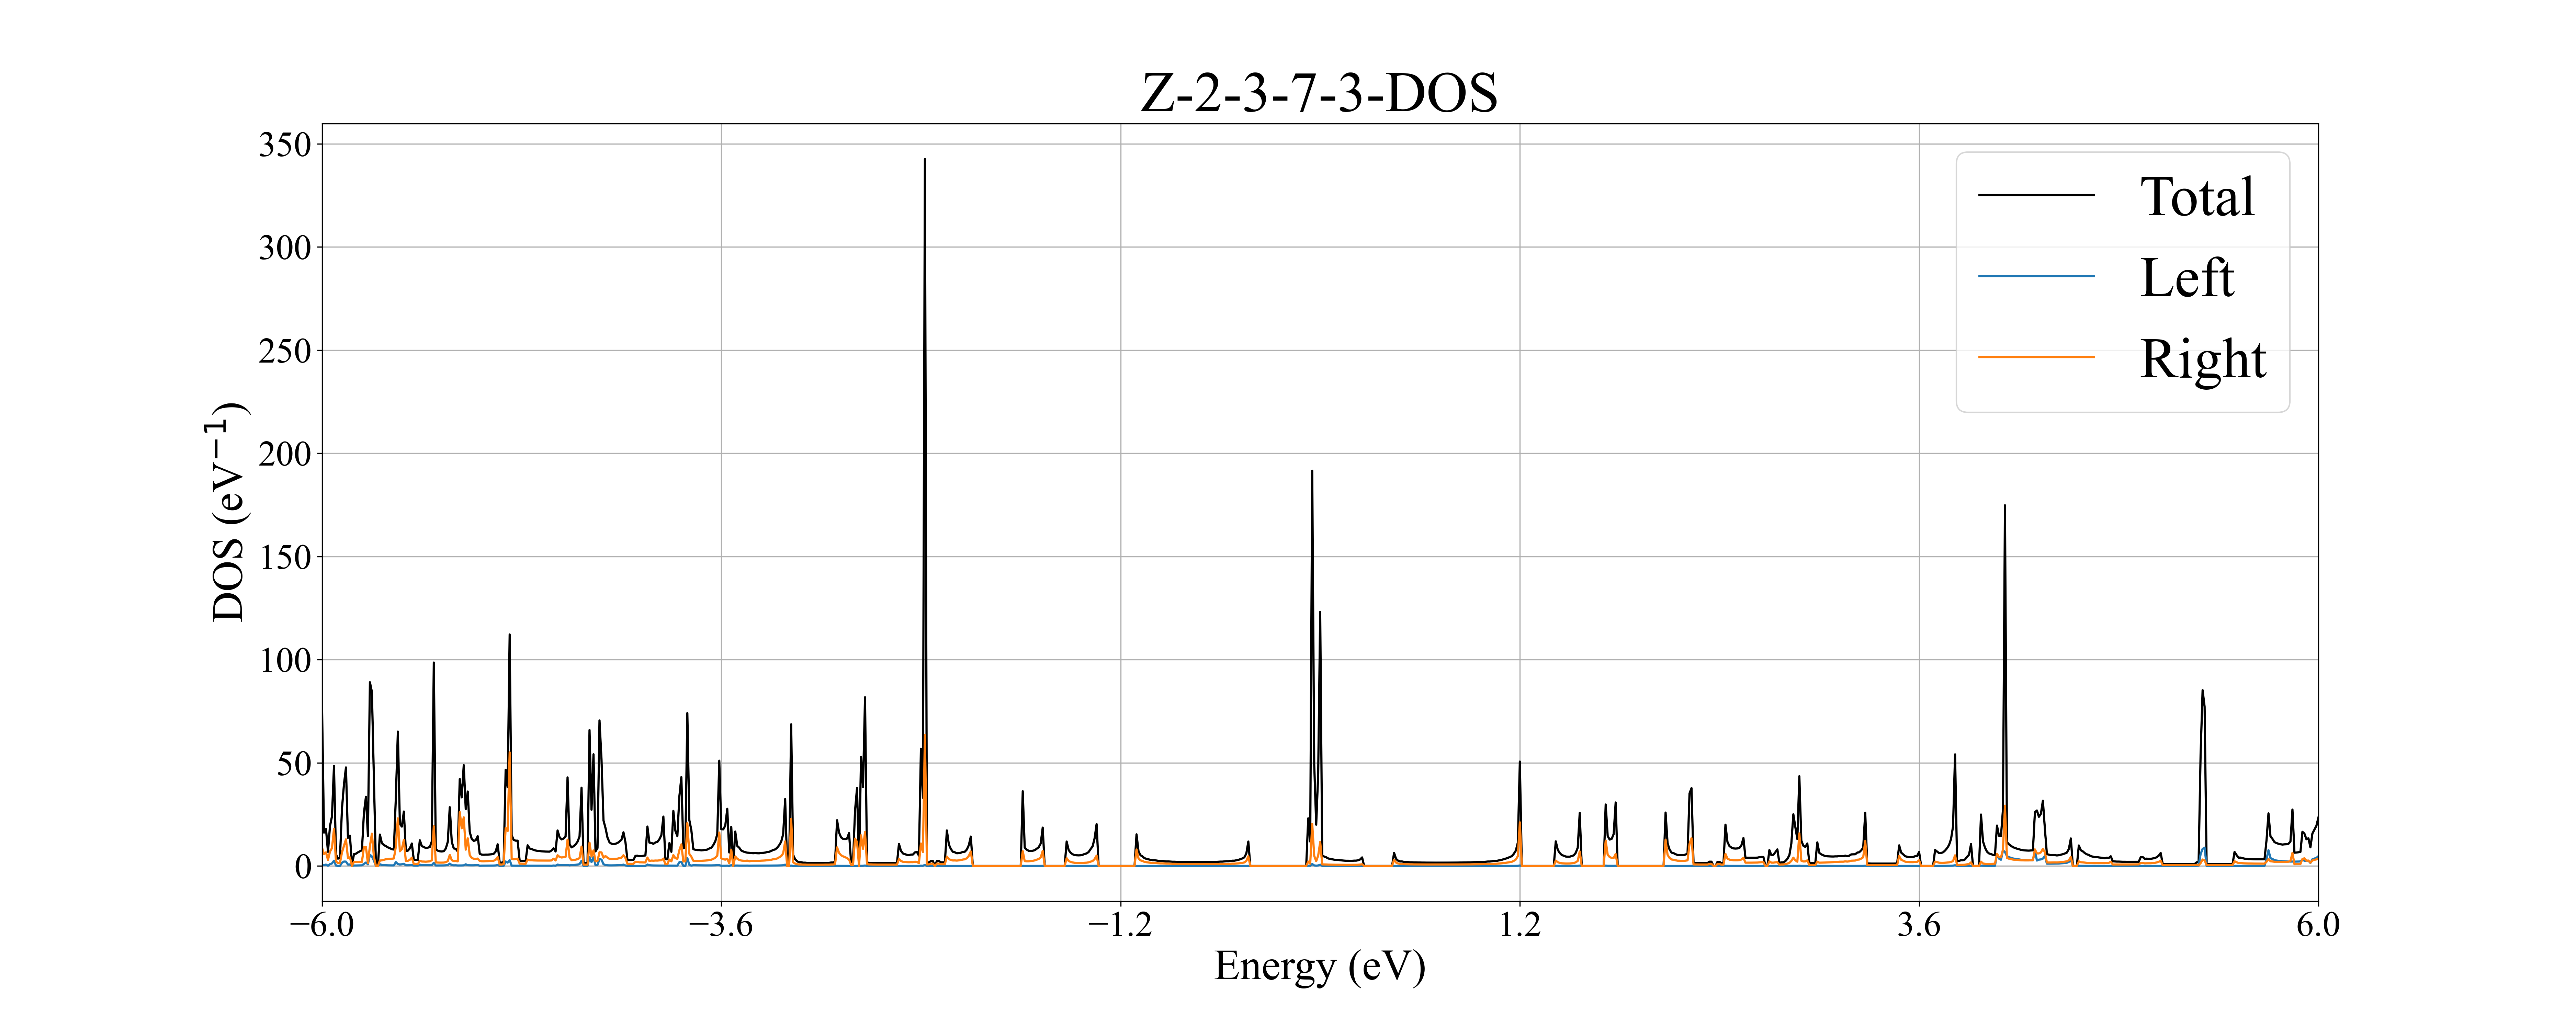 Z-2-3-7-3-DOS
350
300
250
200
150
100
50
0
DOS (eV⁻¹)
Total
Left
Right
−6.0 −3.6 −1.2 1.2 3.6 6.0
Energy (eV)